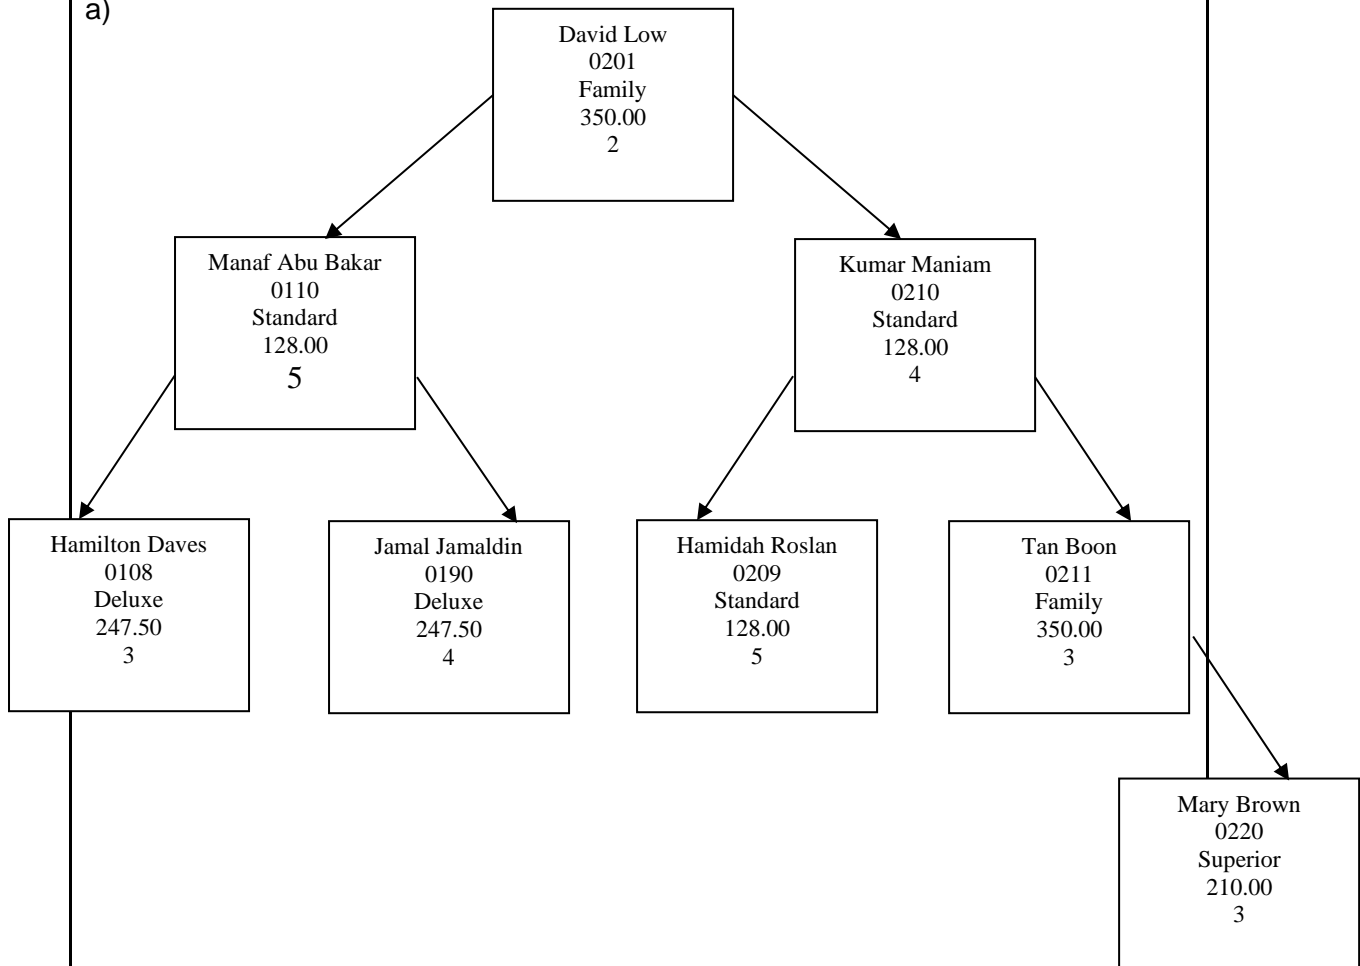 a)
David Low
0201
Family
350.00
2
Manaf Abu Bakar
0110
Standard
128.00
5
Kumar Maniam
0210
Standard
128.00
4
Hamilton Daves
0108
Deluxe
247.50
3
Jamal Jamaldin
0190
Deluxe
247.50
4
Hamidah Roslan
0209
Standard
128.00
5
Tan Boon
0211
Family
350.00
3
Mary Brown
0220
Superior
210.00
3